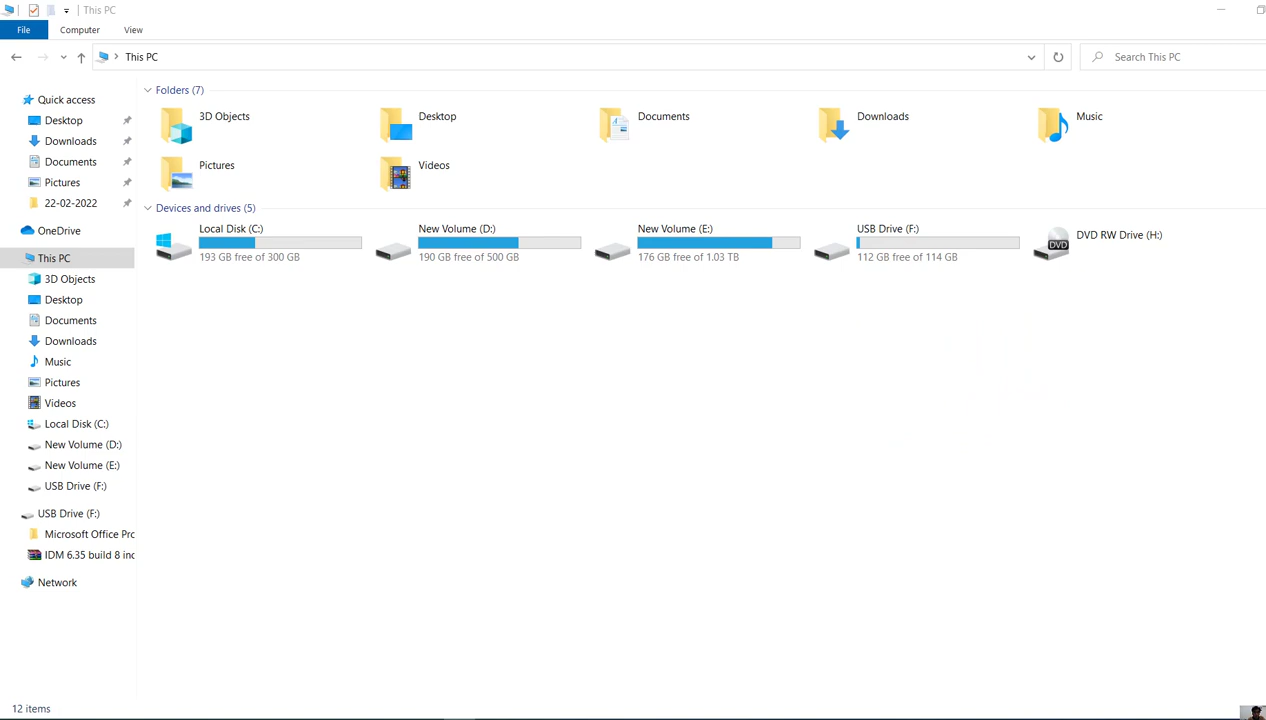 This PC
File
Computer
View
This PC
Search This PC
Quick access
Desktop
Downloads
Documents
Pictures
22-02-2022
OneDrive
This PC
3D Objects
Desktop
Documents
Downloads
Music
Pictures
Videos
Local Disk (C:)
New Volume (D:)
New Volume (E:)
USB Drive (F:)
USB Drive (F:)
Microsoft Office Prc
IDM 6.35 build 8 inc
Network
Folders (7)
3D Objects
Desktop
Documents
Downloads
Music
Pictures
Videos
Devices and drives (5)
Local Disk (C:)
193 GB free of 300 GB
New Volume (D:)
190 GB free of 500 GB
New Volume (E:)
176 GB free of 1.03 TB
USB Drive (F:)
112 GB free of 114 GB
DVD
DVD RW Drive (H:)
12 items